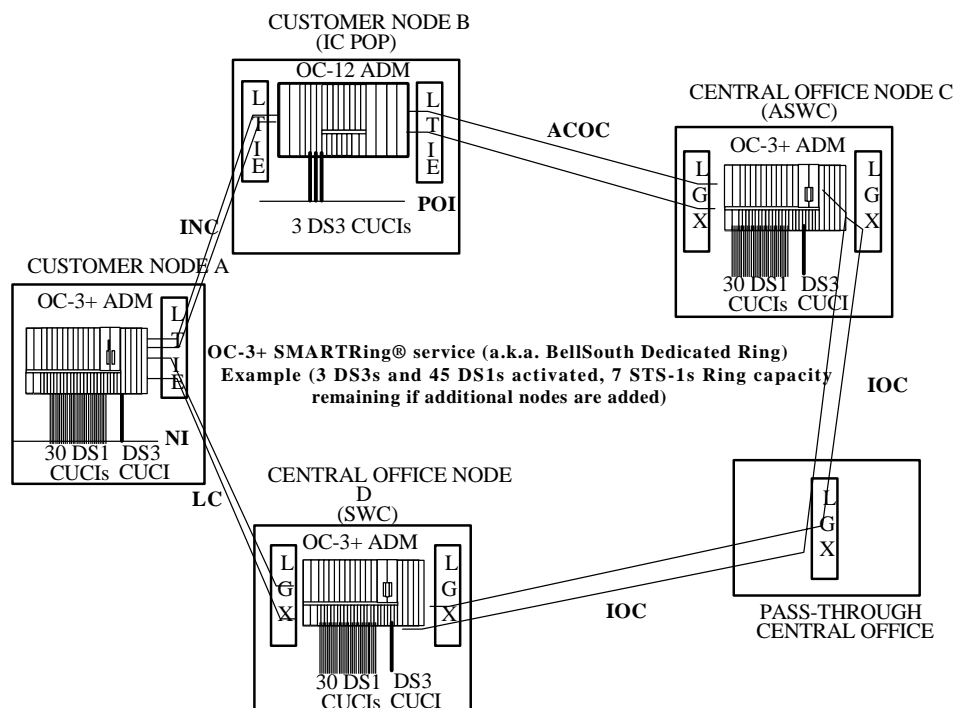 CUSTOMER NODE B
(IC POP)
OC-12 ADM
L
T
IE
L
T
IE
POI
3 DS3 CUCIs
ACOC
CENTRAL OFFICE NODE C
(ASWC)
OC-3+ ADM
L
G
X
L
G
X
30 DS1
CUCIs
DS3
CUCI
INC
CUSTOMER NODE A
OC-3+ ADM
L
T
IE
NI
30 DS1
CUCIs
DS3
CUCI
OC-3+ SMARTRing® service (a.k.a. BellSouth Dedicated Ring)
Example (3 DS3s and 45 DS1s activated, 7 STS-1s Ring capacity
remaining if additional nodes are added)
IOC
LC
CENTRAL OFFICE NODE
D
(SWC)
OC-3+ ADM
L
G
X
L
G
X
30 DS1
CUCIs
DS3
CUCI
IOC
L
G
X
PASS-THROUGH
CENTRAL OFFICE